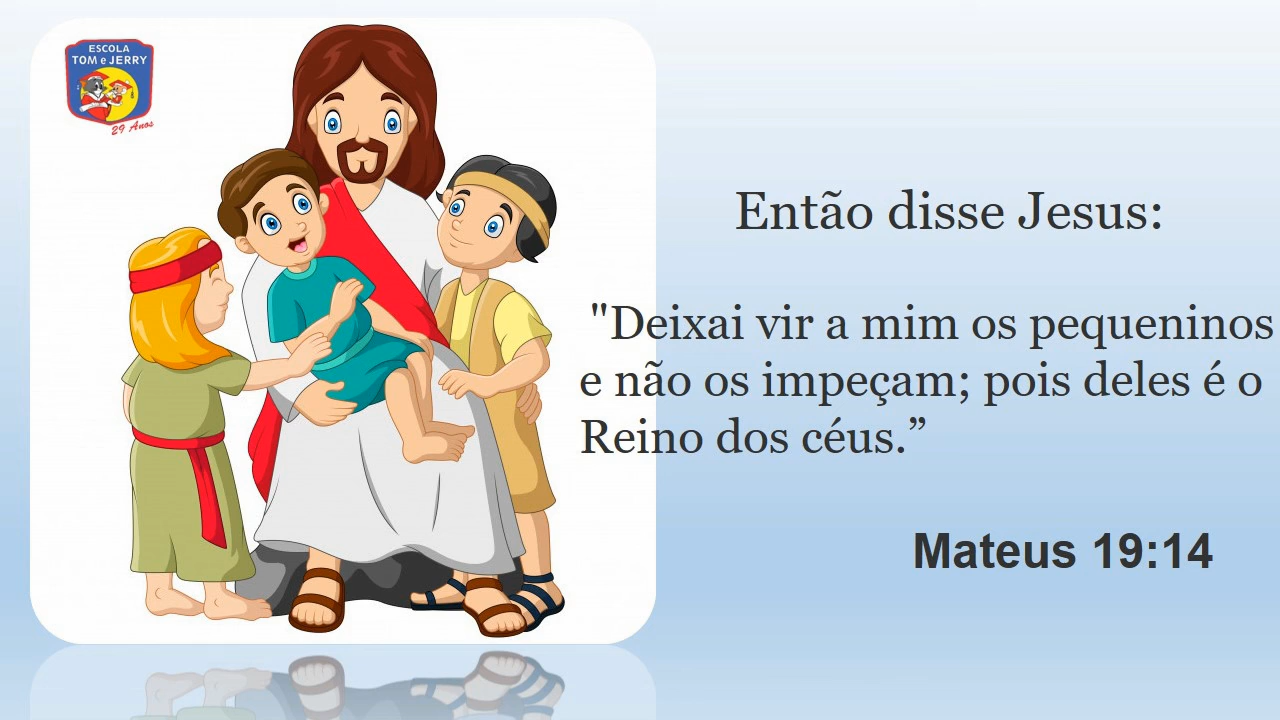 ESCOLA
TOM e JERRY
29 Anos
Então disse Jesus:
"Deixai vir a mim os pequeninos
e não os impeçam; pois deles é o
Reino dos céus.”
Mateus 19:14